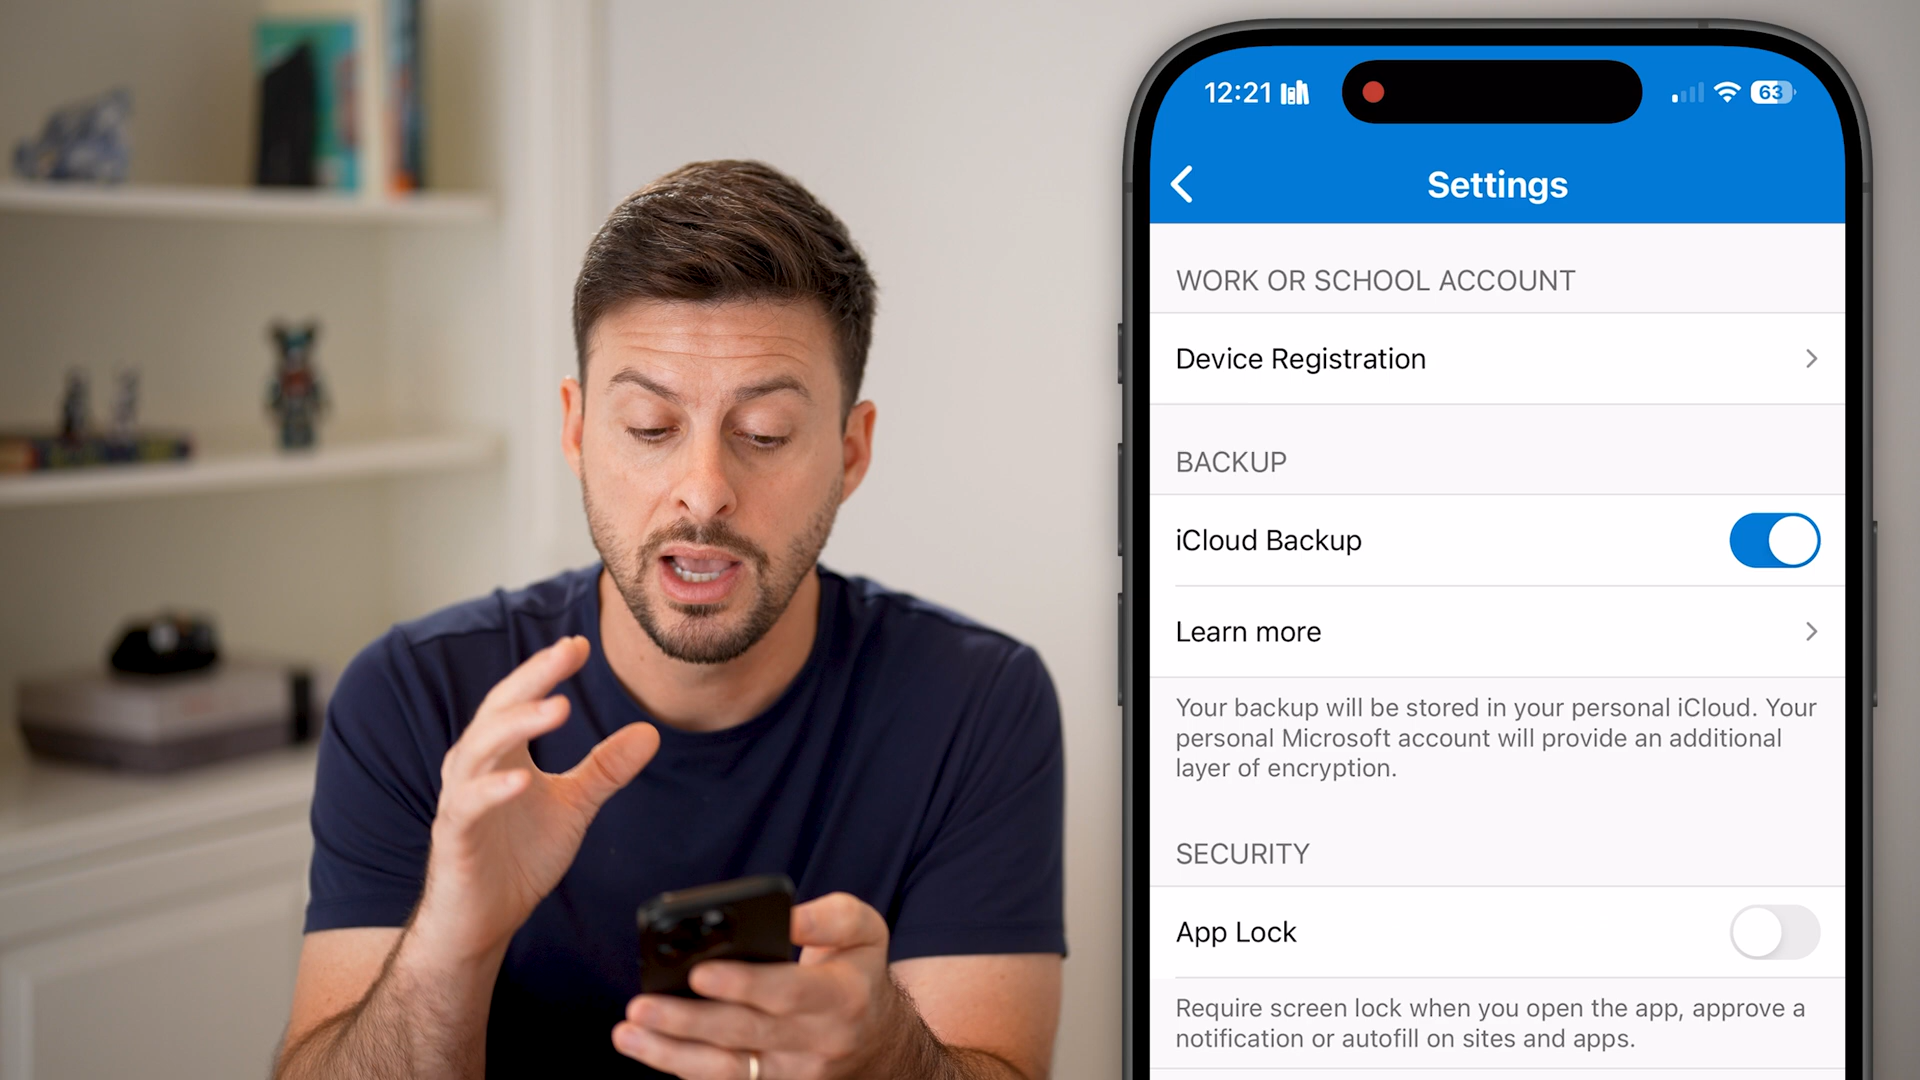 12:21
63
Settings
WORK OR SCHOOL ACCOUNT
Device Registration
BACKUP
iCloud Backup
Learn more
Your backup will be stored in your personal iCloud. Your
personal Microsoft account will provide an additional
layer of encryption.
SECURITY
App Lock
Require screen lock when you open the app, approve a
notification or autofill on sites and apps.